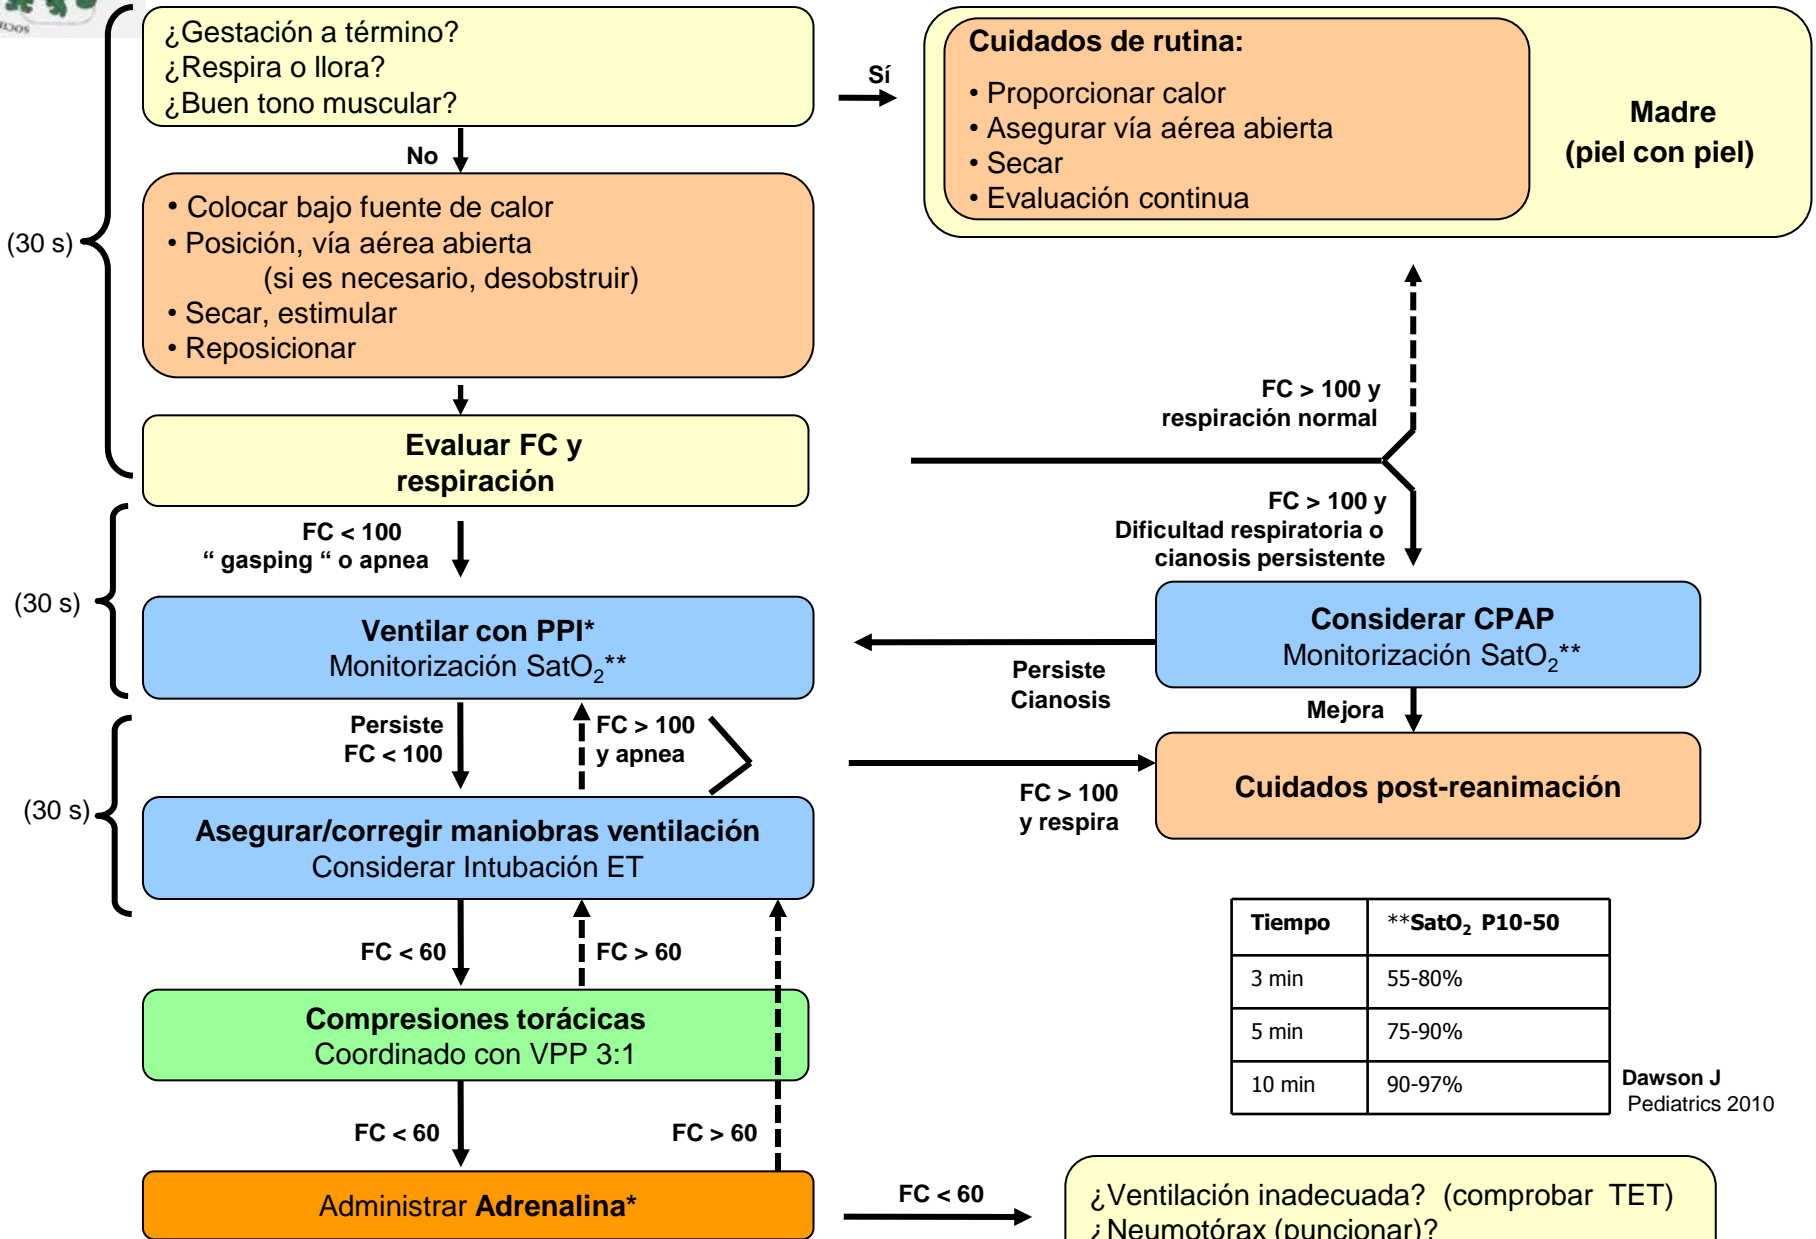 ¿Gestación a término?
¿Respira o llora?
¿Buen tono muscular?
Sí
Cuidados de rutina:
• Proporcionar calor
• Asegurar vía aérea abierta
• Secar
• Evaluación continua
Madre
(piel con piel)
No
(30 s)
• Colocar bajo fuente de calor
• Posición, vía aérea abierta
(si es necesario, desobstruir)
• Secar, estimular
• Reposicionar
FC > 100 y
respiración normal
Evaluar FC y
respiración
FC < 100
“ gasping “ o apnea
FC > 100 y
Dificultad respiratoria o
cianosis persistente
(30 s)
Ventilar con PPI*
Monitorización SatO₂**
Considerar CPAP
Monitorización SatO₂**
Persiste
Cianosis
Mejora
Persiste
FC < 100
FC > 100
y apnea
FC > 100
y respira
Cuidados post-reanimación
(30 s)
Asegurar/corregir maniobras ventilación
Considerar Intubación ET
FC < 60
FC > 60
Compresiones torácicas
Coordinado con VPP 3:1
Tiempo **SatO₂ P10-50
3 min 55-80%
5 min 75-90%
10 min 90-97%
Dawson J
Pediatrics 2010
FC < 60
FC > 60
Administrar Adrenalina*
FC < 60
¿Ventilación inadecuada? (comprobar TET)
¿Neumotórax (puncionar)?